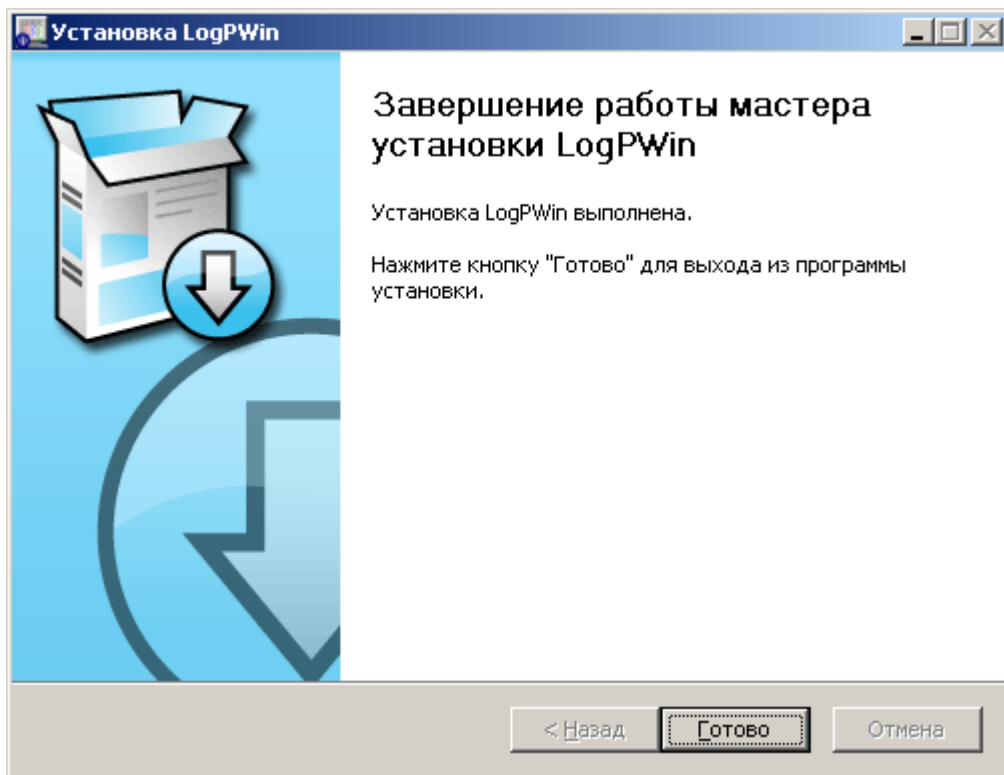 Установка LogPWin
Завершение работы мастера
установки LogPWin
Установка LogPWin выполнена.
Нажмите кнопку "Готово" для выхода из программы
установки.
< Назад
Готово
Отмена